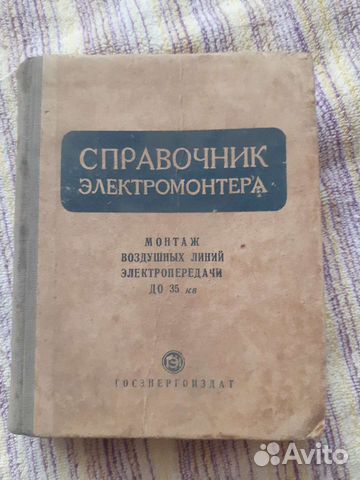 СПРАВОЧНИК
ЭЛЕКТРОМОНТЕРА
МОНТАЖ
ВОЗДУШНЫХ ЛИНИЙ
ЭЛЕКТРОПЕРЕДАЧИ
ДО 35 кв
ГОСЭНЕРГОИЗДАТ
Avito